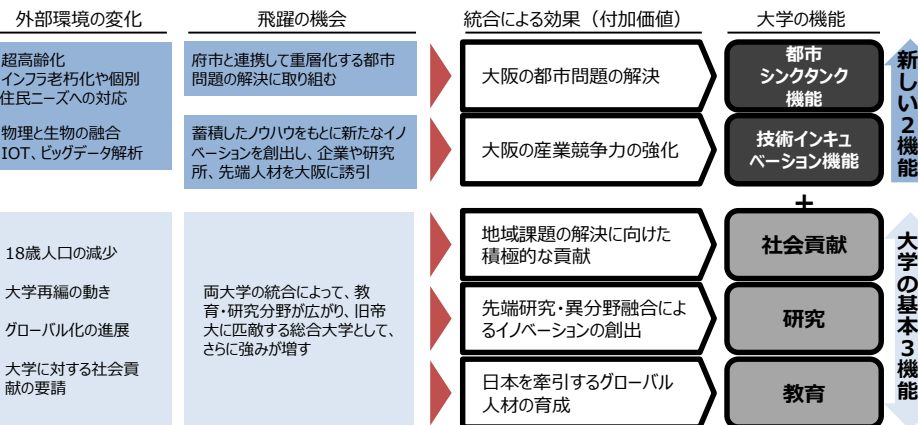 外部環境の変化
飛躍の機会
統合による効果（付加価値）
大学の機能
超高齢化
インフラ老朽化や個別
住民ニーズへの対応
物理と生物の融合
IOT、ビッグデータ解析
府市と連携して重層化する都市
問題の解決に取り組む
蓄積したノウハウをもとに新たなイノ
ベーションを創出し、企業や研究
所、先端人材を大阪に誘引
大阪の都市問題の解決
大阪の産業競争力の強化
都市
シンクタンク
機能
技術インキュ
ベーション機能
新しい2機能
+
18歳人口の減少
大学再編の動き
グローバル化の進展
大学に対する社会貢
献の要請
両大学の統合によって、教
育・研究分野が広がり、旧帝
大に匹敵する総合大学として、
さらに強みが増す
地域課題の解決に向けた
積極的な貢献
先端研究・異分野融合によ
るイノベーションの創出
日本を牽引するグローバル
人材の育成
社会貢献
研究
教育
大学の基本3機能